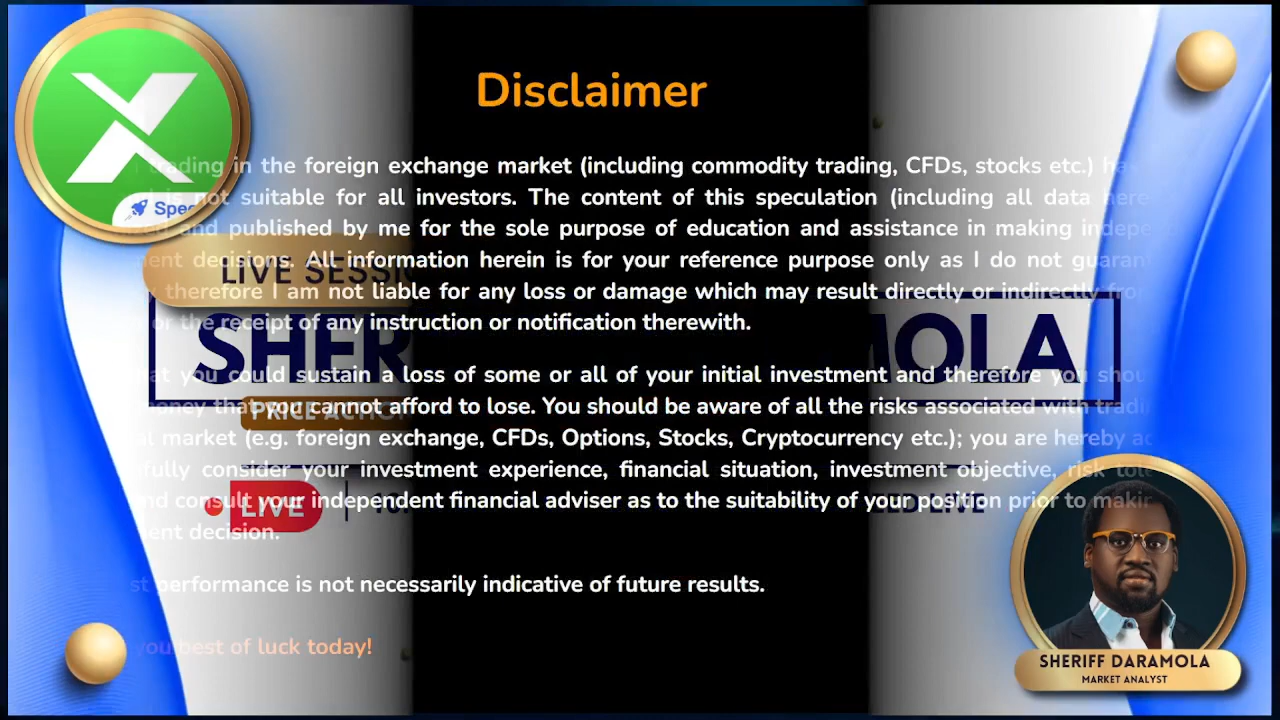 Disclaimer
trading in the foreign exchange market (including commodity trading, CFDs, stocks etc.)
not suitable for all investors. The content of this speculation (including all data
and published by me for the sole purpose of education and assistance in making
decisions. All information herein is for your reference purpose only as I do not
therefore I am not liable for any loss or damage which may result directly or indirectly
or the receipt of any instruction or notification therewith.
you could sustain a loss of some or all of your initial investment and therefore you
that you cannot afford to lose. You should be aware of all the risks associated with
market (e.g. foreign exchange, CFDs, Options, Stocks, Cryptocurrency etc.); you are hereby
consider your investment experience, financial situation, investment objective, risk
consult your independent financial adviser as to the suitability of your position prior to
decision.
performance is not necessarily indicative of future results.
you best of luck today!
LIVE
PRICE
LIVE
SHERIFF DARAMOLA
MARKET ANALYST